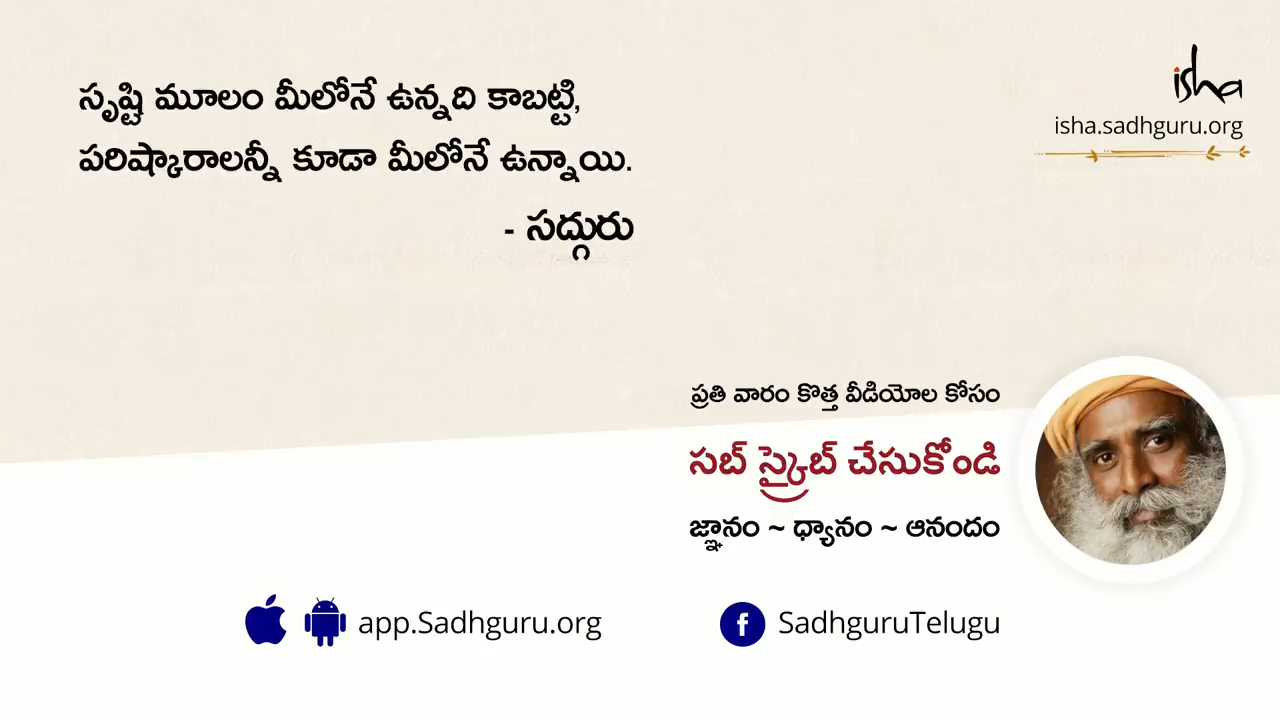 సృష్టి మూలం మీలోనే ఉన్నది కాబట్టి,
పరిష్కారాలన్నీ కూడా మీలోనే ఉన్నాయి.
- సద్గురు
isha
isha.sadhguru.org
ప్రతి వారం కొత్త వీడియోల కోసం
సబ్ స్క్రైబ్ చేసుకోండి
జ్ఞానం ~ ధ్యానం ~ ఆనందం
app.Sadhguru.org
f SadhguruTelugu